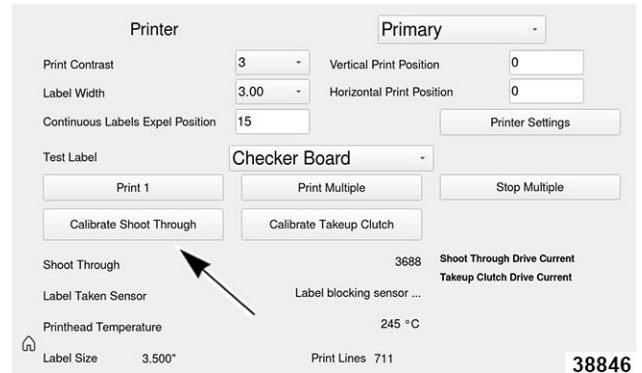 Printer Primary
Print Contrast 3 Vertical Print Position 0
Label Width 3.00 Horizontal Print Position 0
Continuous Labels Expel Position 15 Printer Settings
Test Label Checker Board
Print 1 Print Multiple Stop Multiple
Calibrate Shoot Through Calibrate Takeup Clutch
Shoot Through 3688 Shoot Through Drive Current
Takeup Clutch Drive Current
Label Taken Sensor Label blocking sensor ...
Printhead Temperature 245 °C
Label Size 3.500" Print Lines 711
38846